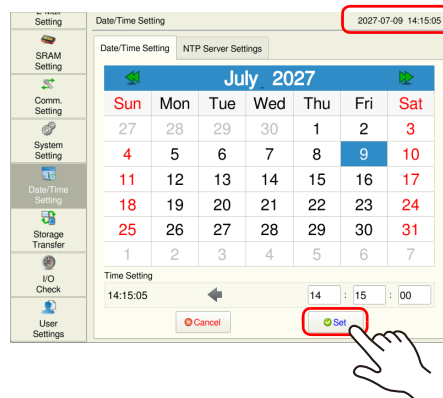 E-Mail
Setting
SRAM
Setting
Comm.
Setting
System
Setting
Date/Time
Setting
Storage
Transfer
I/O
Check
User
Settings
Date/Time Setting 2027-07-09 14:15:05
Date/Time Setting NTP Server Settings
July 2027
Sun Mon Tue Wed Thu Fri Sat
27 28 29 30 1 2 3
4 5 6 7 8 9 10
11 12 13 14 15 16 17
18 19 20 21 22 23 24
25 26 27 28 29 30 31
1 2 3 4 5 6 7
Time Setting
14:15:05 14 : 15 : 00
Cancel Set